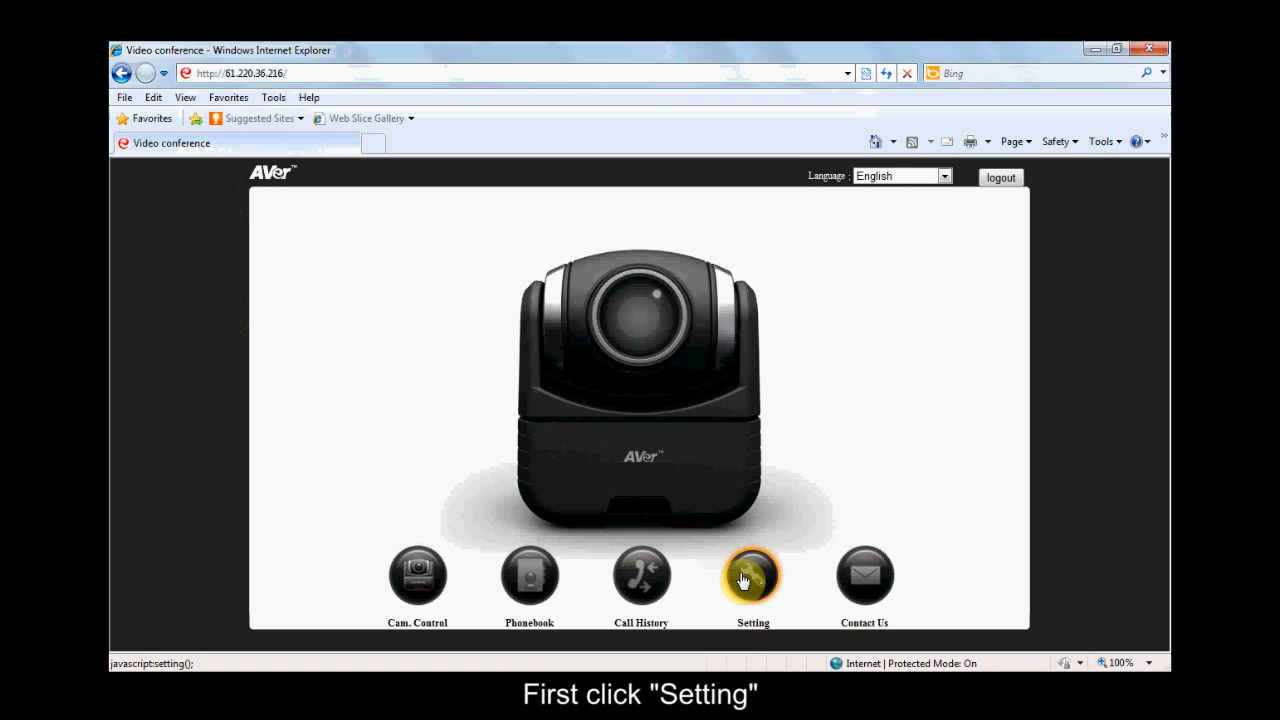 Video conference - Windows Internet Explorer
http://61.220.36.216/
Bing
File Edit View Favorites Tools Help
Favorites Suggested Sites Web Slice Gallery
Video conference
Page Safety Tools
AVer™
Language : English
logout
AVer™
Cam. Control Phonebook Call History Setting Contact Us
javascript:setting();
Internet | Protected Mode: On
100%
First click "Setting"